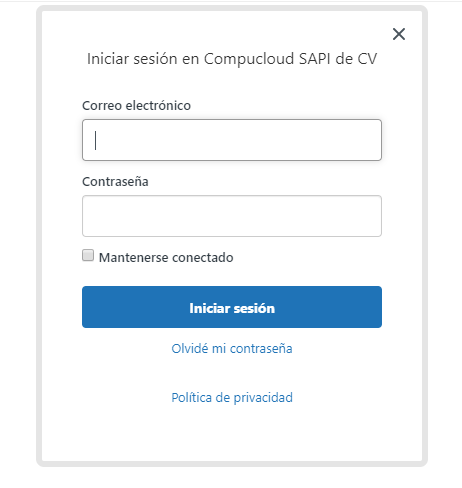 Iniciar sesión en Compucloud SAPI de CV
Correo electrónico
Contraseña
Mantenerse conectado
Iniciar sesión
Olvidé mi contraseña
Política de privacidad